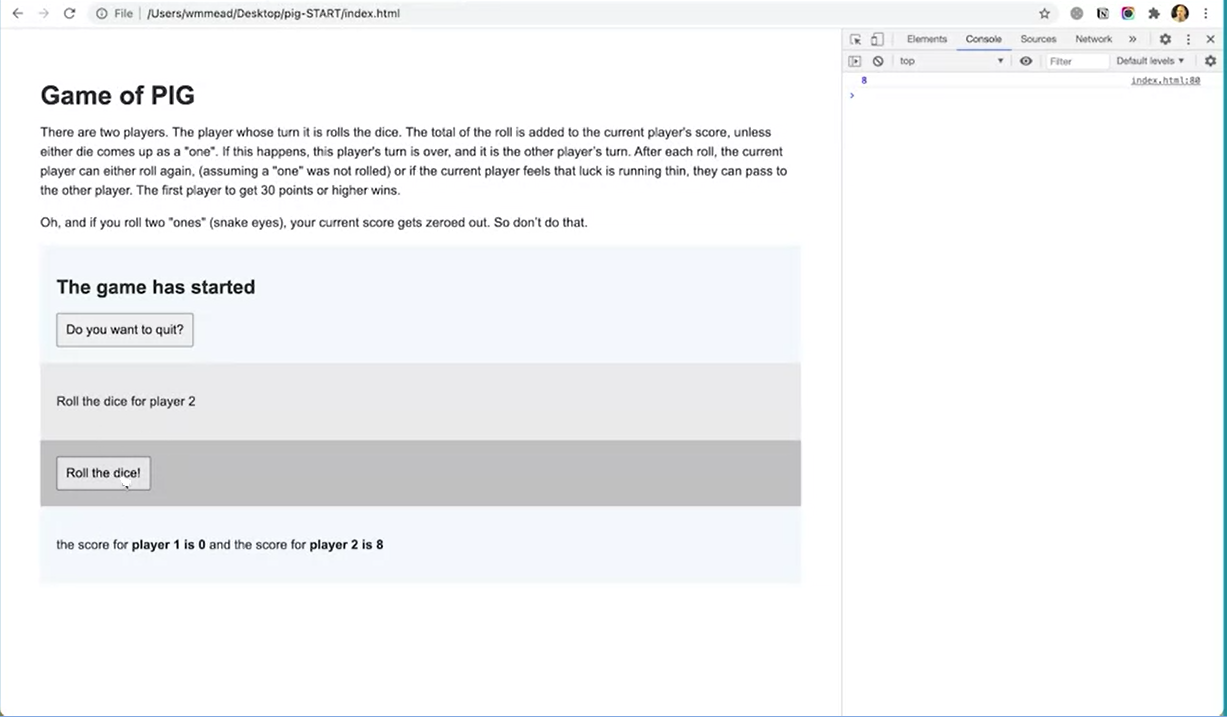 File /Users/wmmead/Desktop/pig-START/index.html
Elements Console Sources Network »
top Filter Default levels
8 index.html:80
>
Game of PIG
There are two players. The player whose turn it is rolls the dice. The total of the roll is added to the current player's score, unless
either die comes up as a "one". If this happens, this player's turn is over, and it is the other player's turn. After each roll, the current
player can either roll again, (assuming a "one" was not rolled) or if the current player feels that luck is running thin, they can pass to
the other player. The first player to get 30 points or higher wins.
Oh, and if you roll two "ones" (snake eyes), your current score gets zeroed out. So don't do that.
The game has started
Do you want to quit?
Roll the dice for player 2
Roll the dice!
the score for player 1 is 0 and the score for player 2 is 8